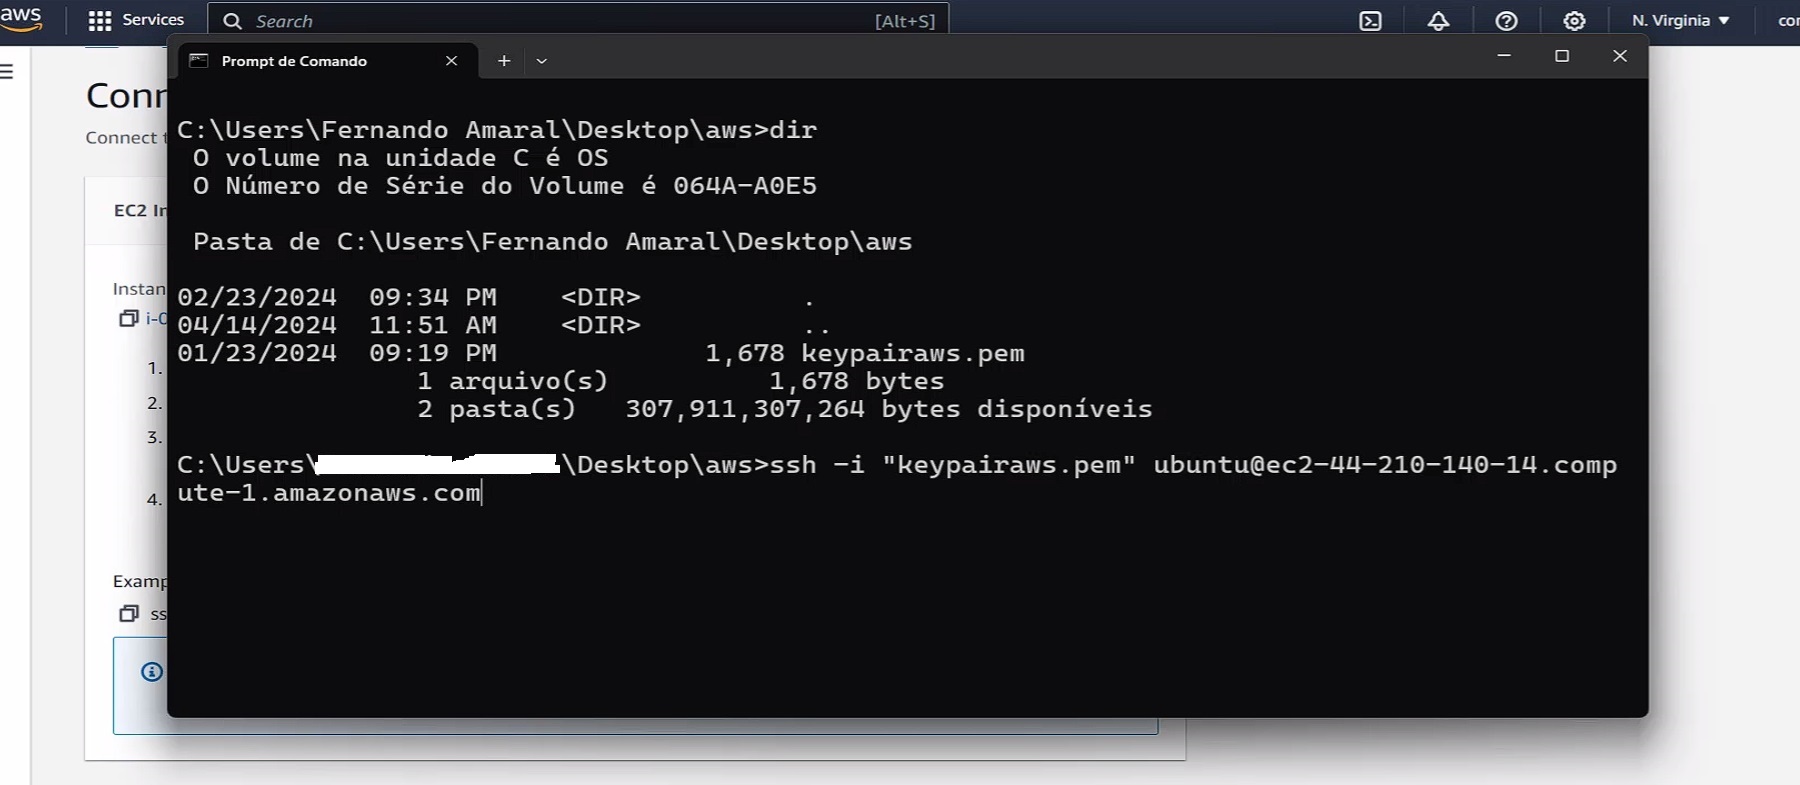 aws
Services
Search
[Alt+S]
N. Virginia
Prompt de Comando
C:\Users\Fernando Amaral\Desktop\aws>dir
O volume na unidade C é OS
O Número de Série do Volume é 064A-A0E5
Pasta de C:\Users\Fernando Amaral\Desktop\aws
02/23/2024 09:34 PM <DIR> .
04/14/2024 11:51 AM <DIR> ..
01/23/2024 09:19 PM 1,678 keypairaws.pem
1 arquivo(s) 1,678 bytes
2 pasta(s) 307,911,307,264 bytes disponíveis
C:\Users\ \Desktop\aws>ssh -i "keypairaws.pem" ubuntu@ec2-44-210-140-14.comp
ute-1.amazonaws.com
Conn
Connect t
EC2 In
Instan
i-0
1.
2.
3.
4.
Examp
ss